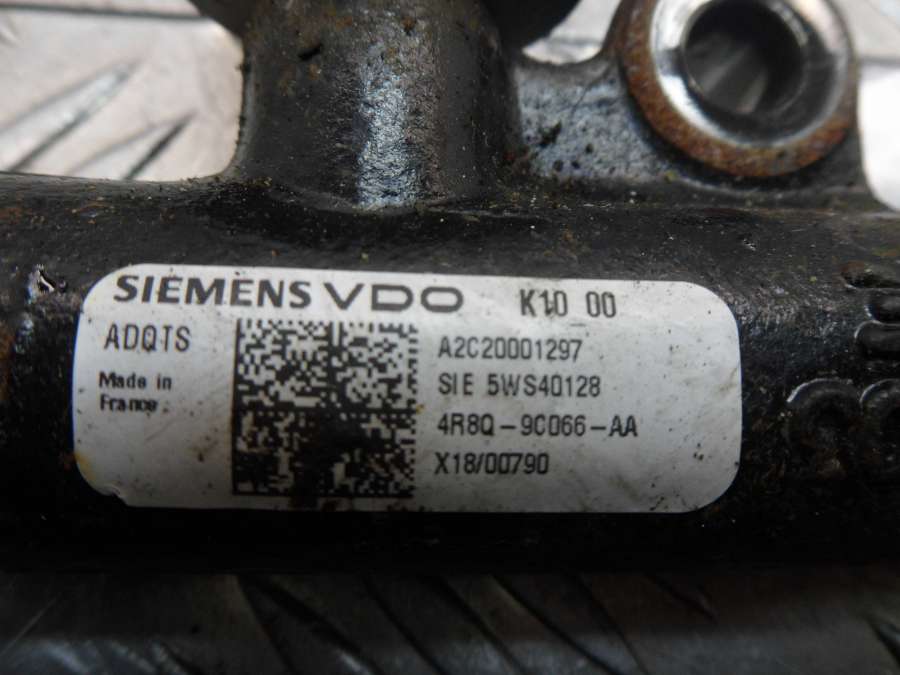 SIEMENS VDO K10 00
ADQTS
A2C20001297
Made in
France
SIE 5WS40128
4R8Q-9C066-AA
X18/00790